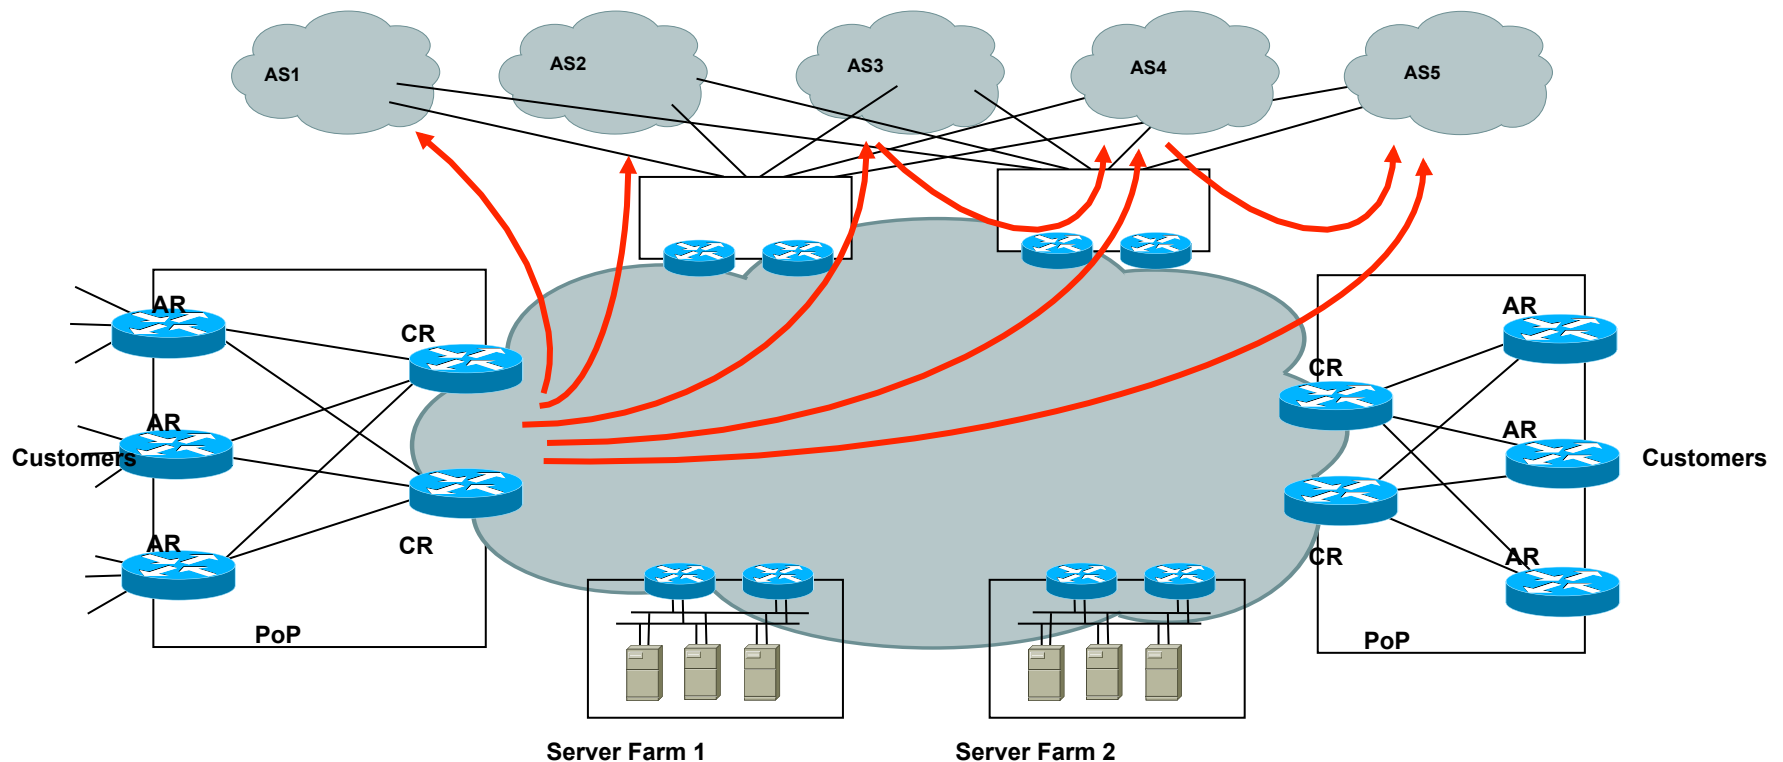 AS1
AS2
AS3
AS4
AS5
AR
CR
AR
Customers
AR
CR
PoP
AR
CR
AR
Customers
CR
AR
PoP
Server Farm 1
Server Farm 2